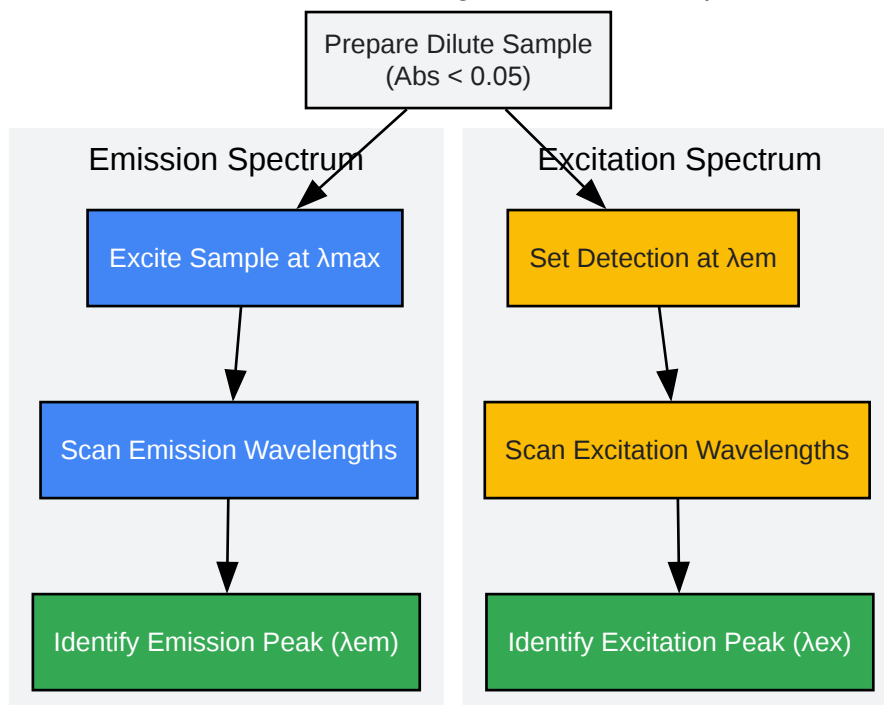 Prepare Dilute Sample
(Abs < 0.05)
Emission Spectrum
Excite Sample at λmax
Scan Emission Wavelengths
Identify Emission Peak (λem)
Excitation Spectrum
Set Detection at λem
Scan Excitation Wavelengths
Identify Excitation Peak (λex)